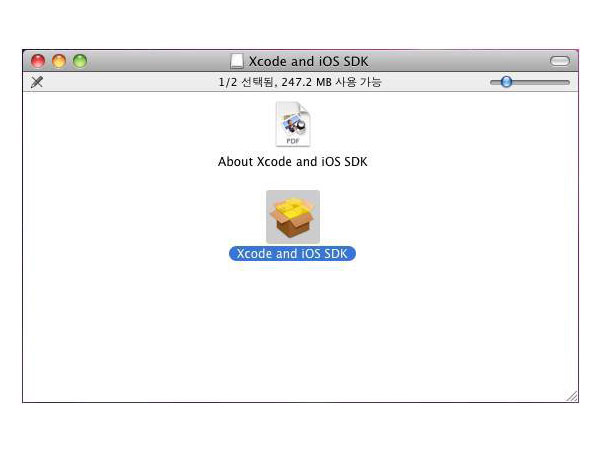 Xcode and iOS SDK
1/2 선택됨, 247.2 MB 사용 가능
PDF
About Xcode and iOS SDK
Xcode and iOS SDK